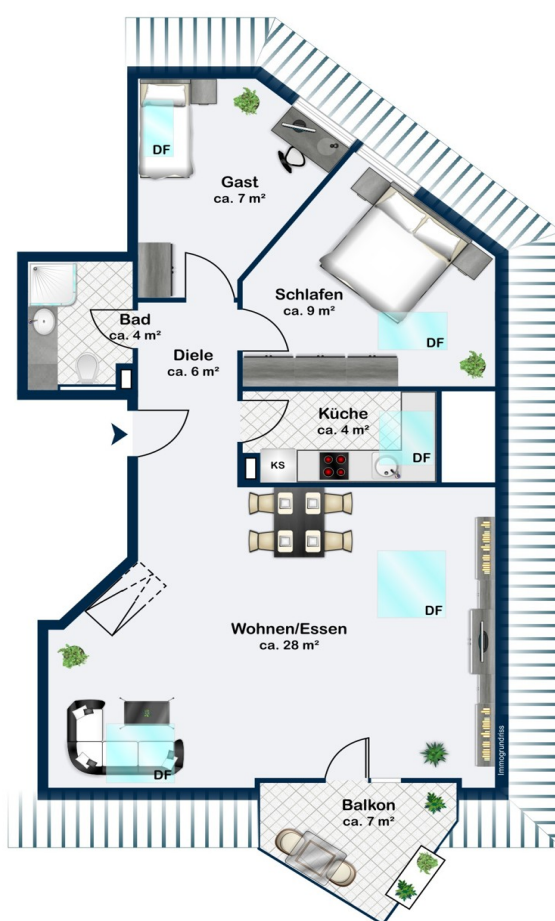 DF
Gast
ca. 7 m²
Schlafen
ca. 9 m²
DF
Bad
ca. 4 m²
Diele
ca. 6 m²
Küche
ca. 4 m²
KS
DF
DF
Wohnen/Essen
ca. 28 m²
DF
Immogrundriss
Balkon
ca. 7 m²